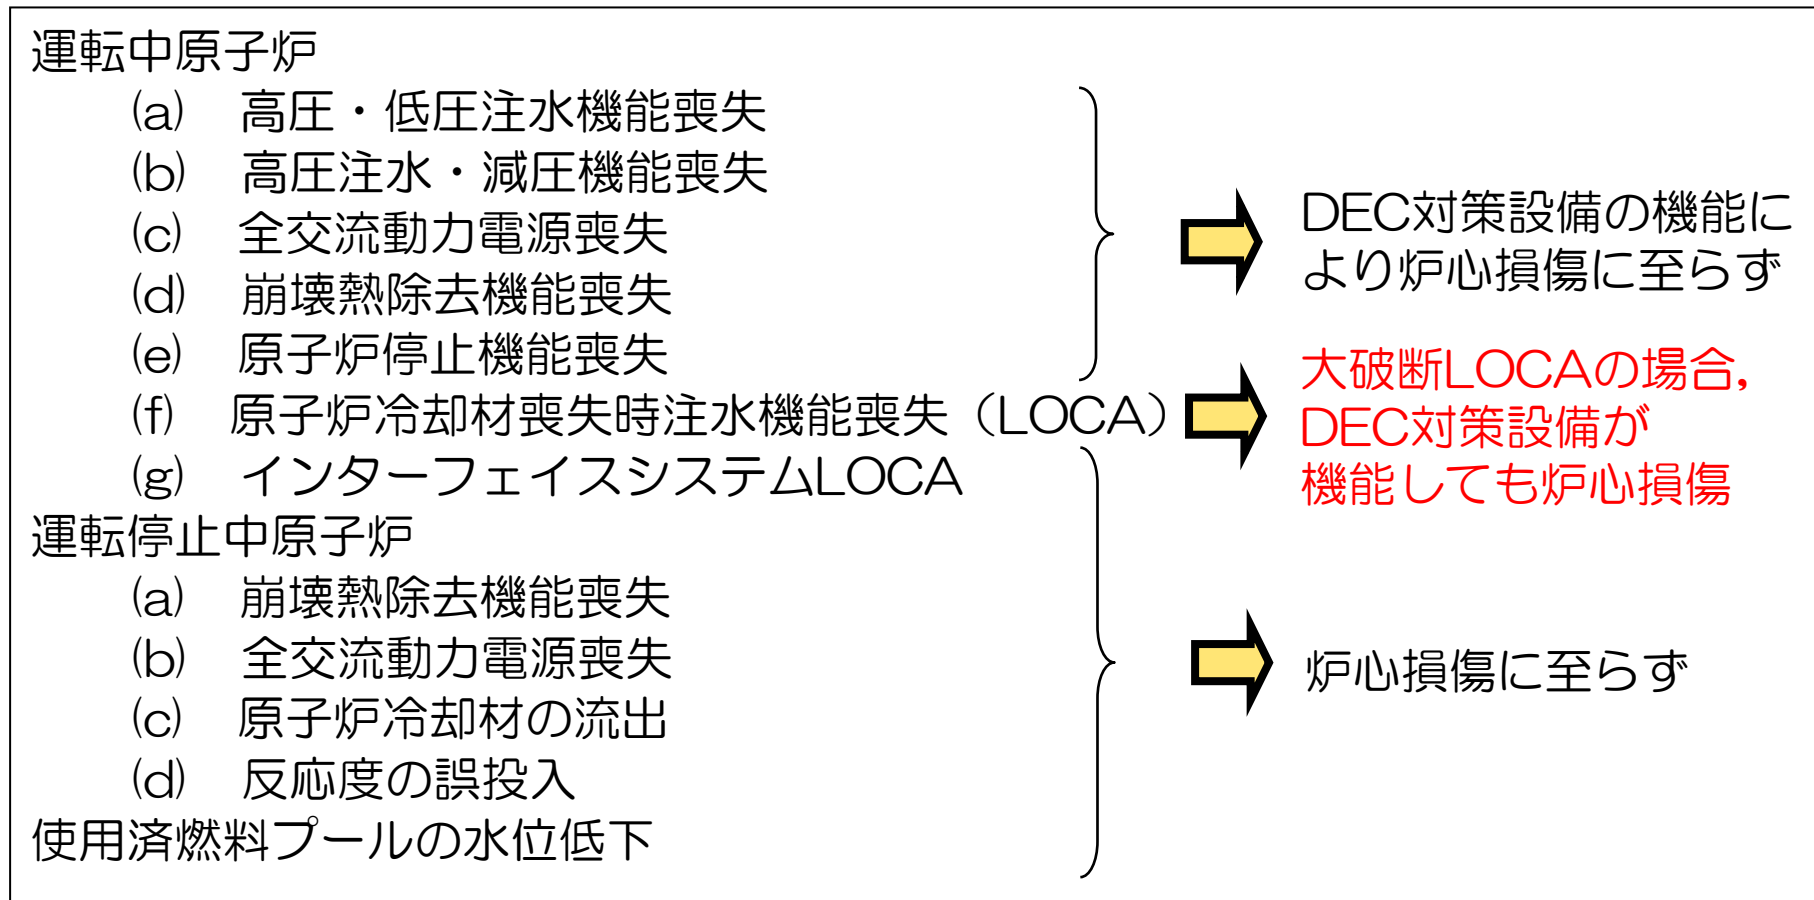 運転中原子炉
(a) 高圧・低圧注水機能喪失
(b) 高圧注水・減圧機能喪失
(c) 全交流動力電源喪失
(d) 崩壊熱除去機能喪失
(e) 原子炉停止機能喪失
(f) 原子炉冷却材喪失時注水機能喪失（LOCA）
(g) インターフェイスシステムLOCA
運転停止中原子炉
(a) 崩壊熱除去機能喪失
(b) 全交流動力電源喪失
(c) 原子炉冷却材の流出
(d) 反応度の誤投入
使用済燃料プールの水位低下
DEC対策設備の機能に
より炉心損傷に至らず
大破断LOCAの場合,
DEC対策設備が
機能しても炉心損傷
炉心損傷に至らず